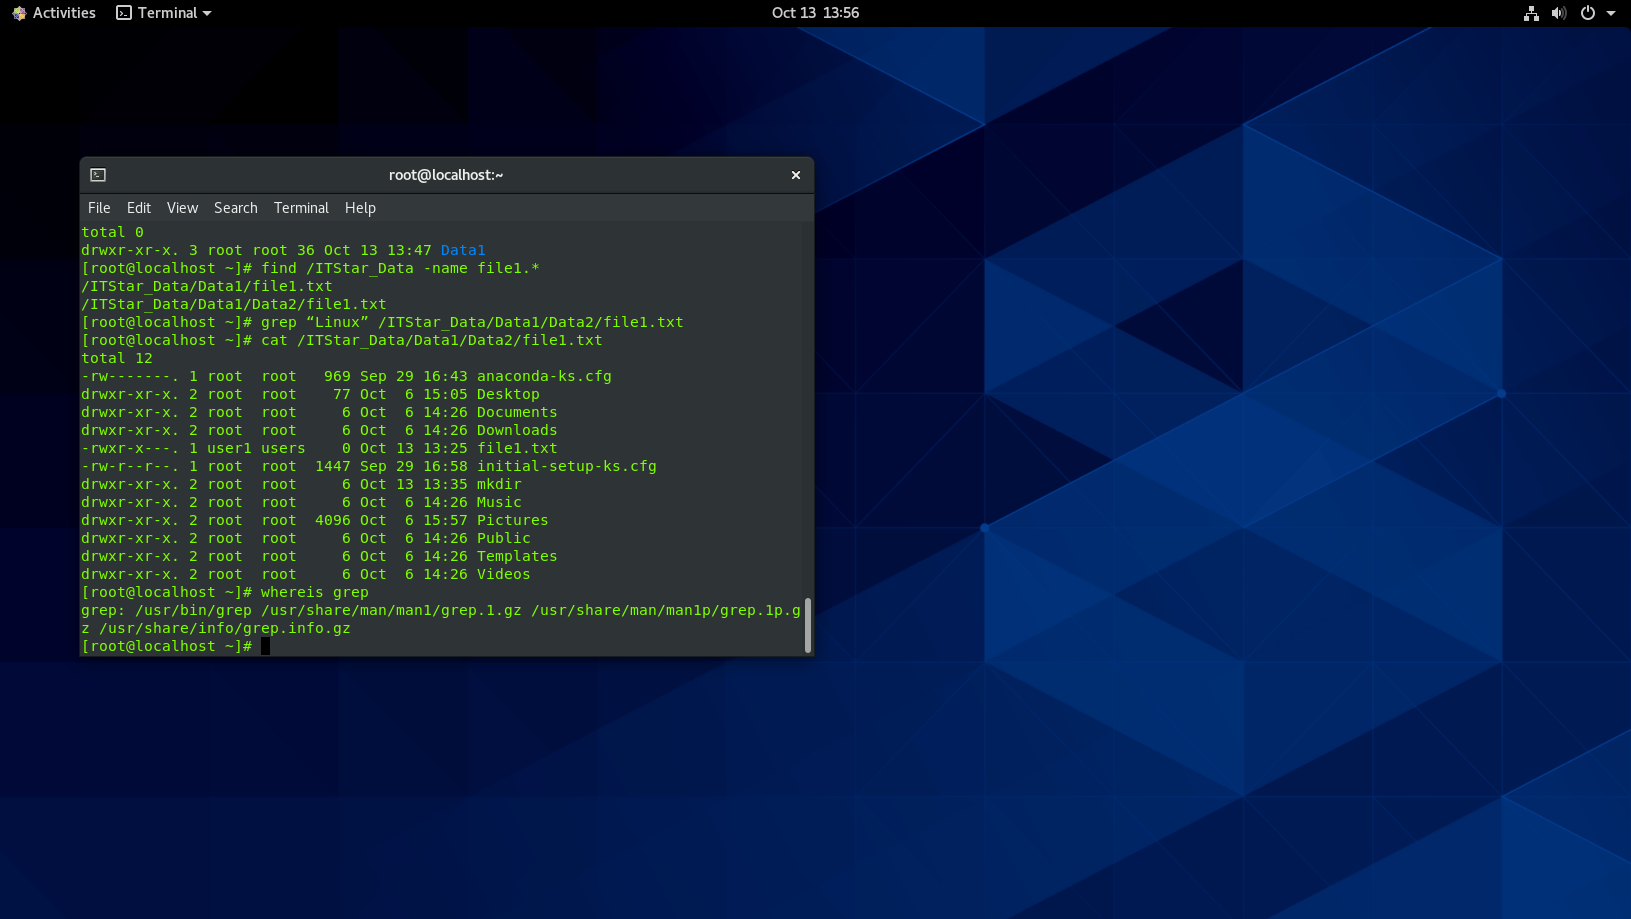 Activities Terminal Oct 13 13:56
root@localhost:~
File Edit View Search Terminal Help
total 0
drwxr-xr-x. 3 root root 36 Oct 13 13:47 Data1
[root@localhost ~]# find /ITStar_Data -name file1.*
/ITStar_Data/Data1/file1.txt
/ITStar_Data/Data1/Data2/file1.txt
[root@localhost ~]# grep “Linux” /ITStar_Data/Data1/Data2/file1.txt
[root@localhost ~]# cat /ITStar_Data/Data1/Data2/file1.txt
total 12
-rw-------. 1 root  root   969 Sep 29 16:43 anaconda-ks.cfg
drwxr-xr-x. 2 root  root    77 Oct  6 15:05 Desktop
drwxr-xr-x. 2 root  root     6 Oct  6 14:26 Documents
drwxr-xr-x. 2 root  root     6 Oct  6 14:26 Downloads
-rwxr-x---. 1 user1 users    0 Oct 13 13:25 file1.txt
-rw-r--r--. 1 root  root  1447 Sep 29 16:58 initial-setup-ks.cfg
drwxr-xr-x. 2 root  root     6 Oct 13 13:35 mkdir
drwxr-xr-x. 2 root  root     6 Oct  6 14:26 Music
drwxr-xr-x. 2 root  root  4096 Oct  6 15:57 Pictures
drwxr-xr-x. 2 root  root     6 Oct  6 14:26 Public
drwxr-xr-x. 2 root  root     6 Oct  6 14:26 Templates
drwxr-xr-x. 2 root  root     6 Oct  6 14:26 Videos
[root@localhost ~]# whereis grep
grep: /usr/bin/grep /usr/share/man/man1/grep.1.gz /usr/share/man/man1p/grep.1p.g
z /usr/share/info/grep.info.gz
[root@localhost ~]#